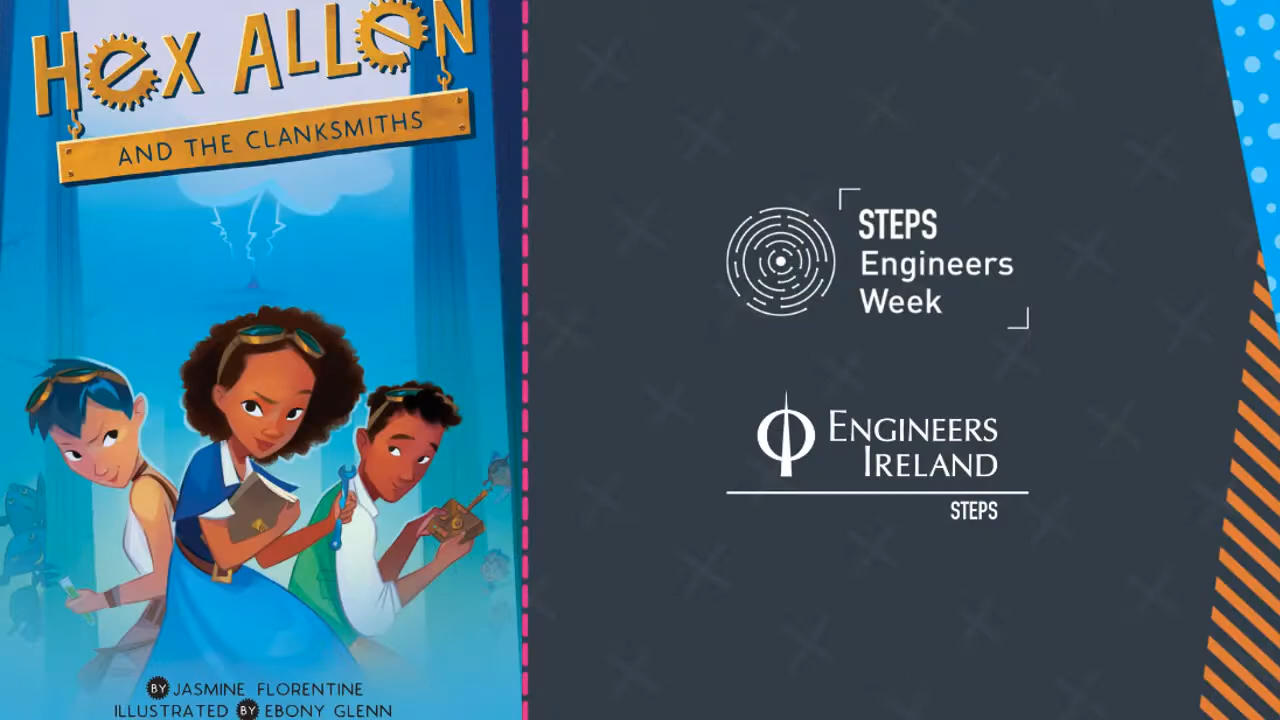 HeX ALLeN
AND THE CLANKSMITHS
BY JASMINE FLORENTINE
ILLUSTRATED BY EBONY GLENN
STEPS
Engineers
Week
ENGINEERS
IRELAND
STEPS